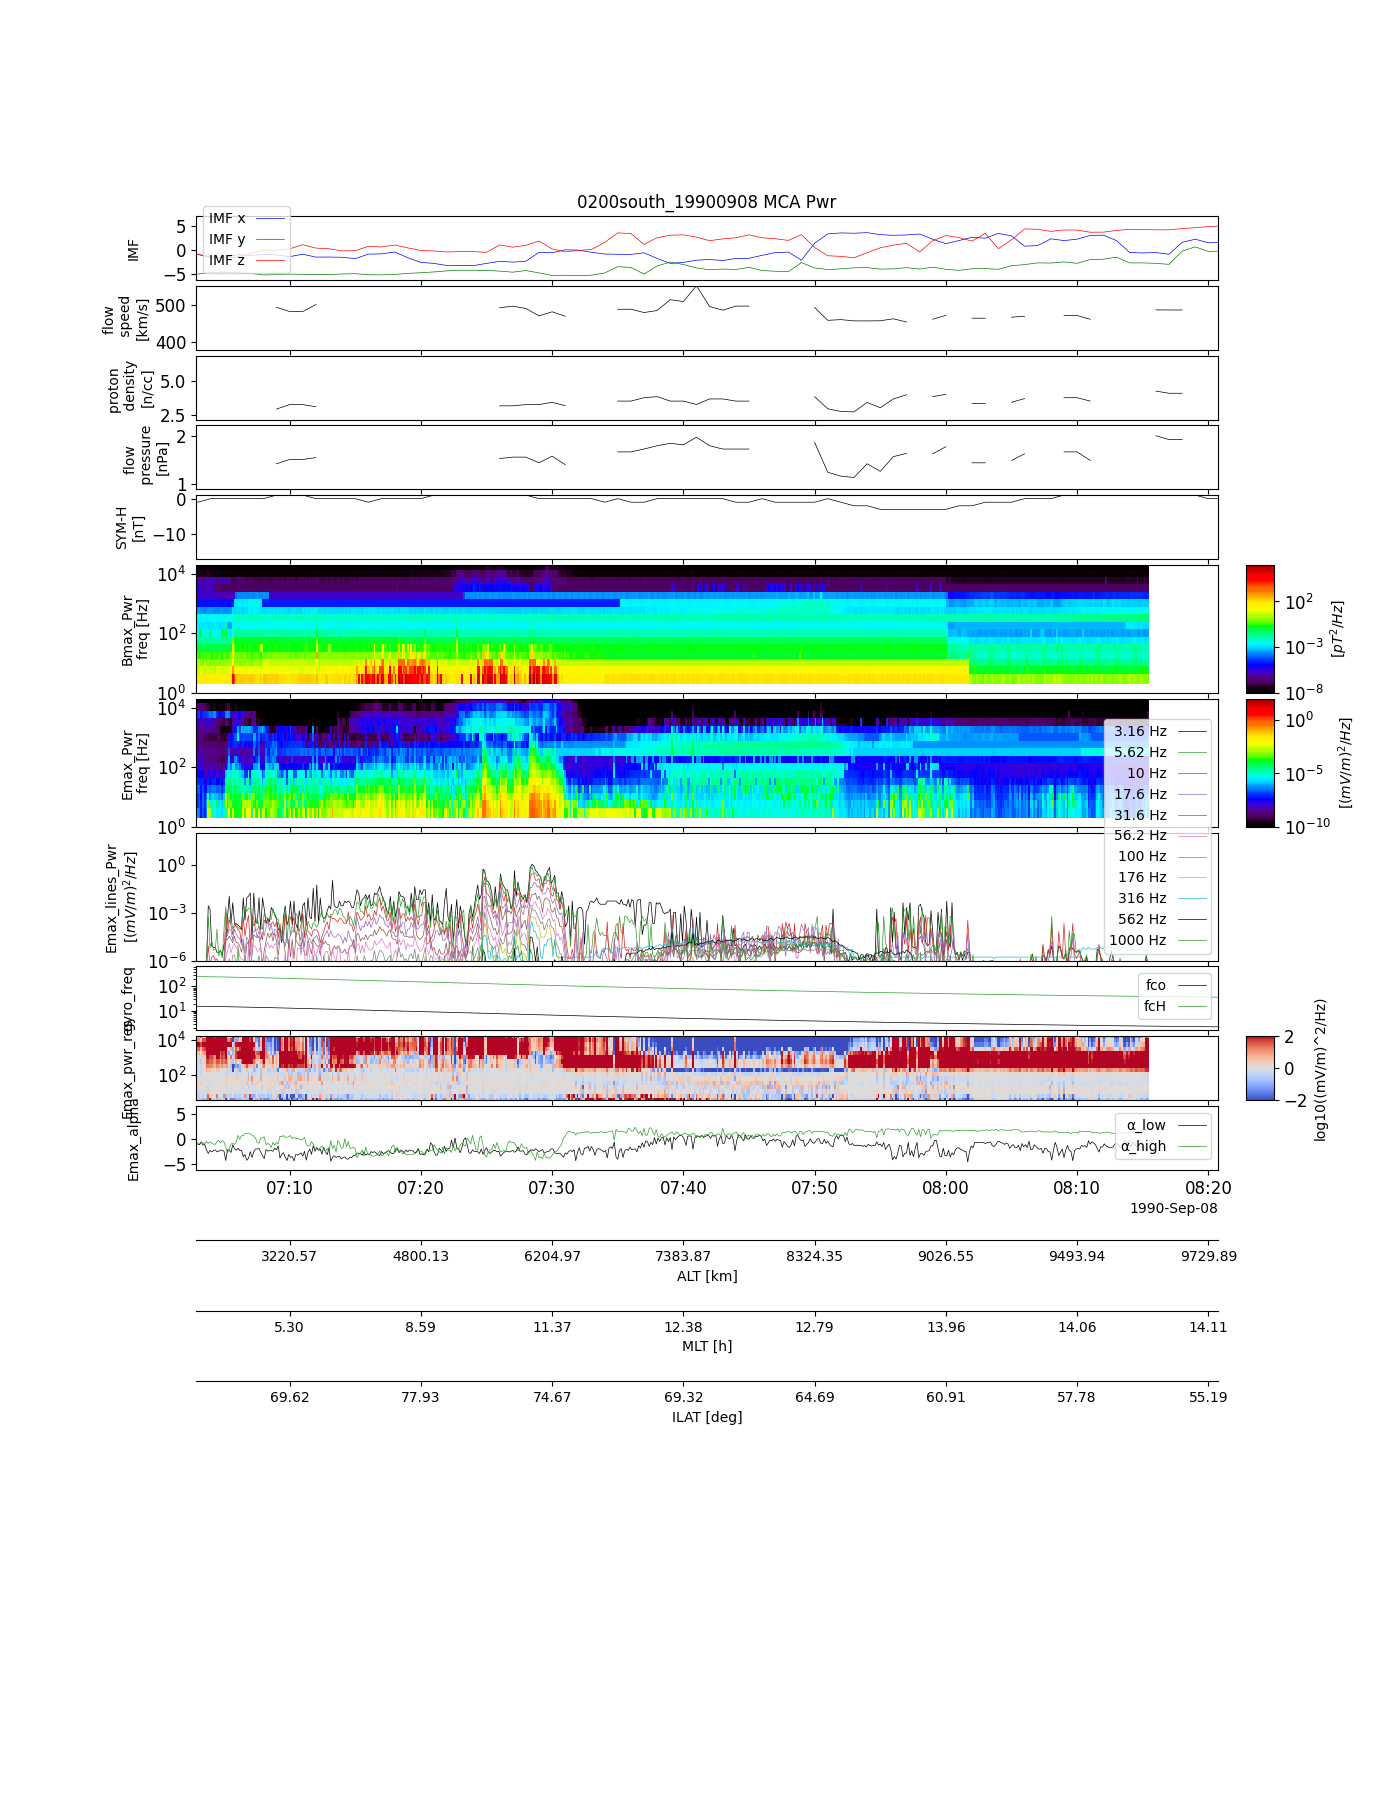 0200south_19900908 MCA Pwr
IMF
5
0
−5
IMF x
IMF y
IMF z
flow
speed
[km/s]
500
400
proton
density
[n/cc]
5.0
2.5
flow
pressure
[nPa]
2
1
SYM-H
[nT]
0
−10
Bmax_Pwr
freq [Hz]
10^4
10^2
10^0
10^2
10^−3
10^−8
[pT^2/Hz]
Emax_Pwr
freq [Hz]
10^4
10^2
10^0
10^0
10^−5
10^−10
[(mV/m)^2/Hz]
3.16 Hz
5.62 Hz
10 Hz
17.6 Hz
31.6 Hz
56.2 Hz
100 Hz
176 Hz
316 Hz
562 Hz
1000 Hz
Emax_lines_Pwr
[(mV/m)^2/Hz]
10^0
10^−3
10^−6
gyro_freq
10^2
10^1
fco
fcH
10^4
10^2
2
0
−2
log10((mV/m)^2/Hz)
Emax_alpha
5
0
−5
α_low
α_high
07:10 07:20 07:30 07:40 07:50 08:00 08:10 08:20
1990-Sep-08
3220.57 4800.13 6204.97 7383.87 8324.35 9026.55 9493.94 9729.89
ALT [km]
5.30 8.59 11.37 12.38 12.79 13.96 14.06 14.11
MLT [h]
69.62 77.93 74.67 69.32 64.69 60.91 57.78 55.19
ILAT [deg]